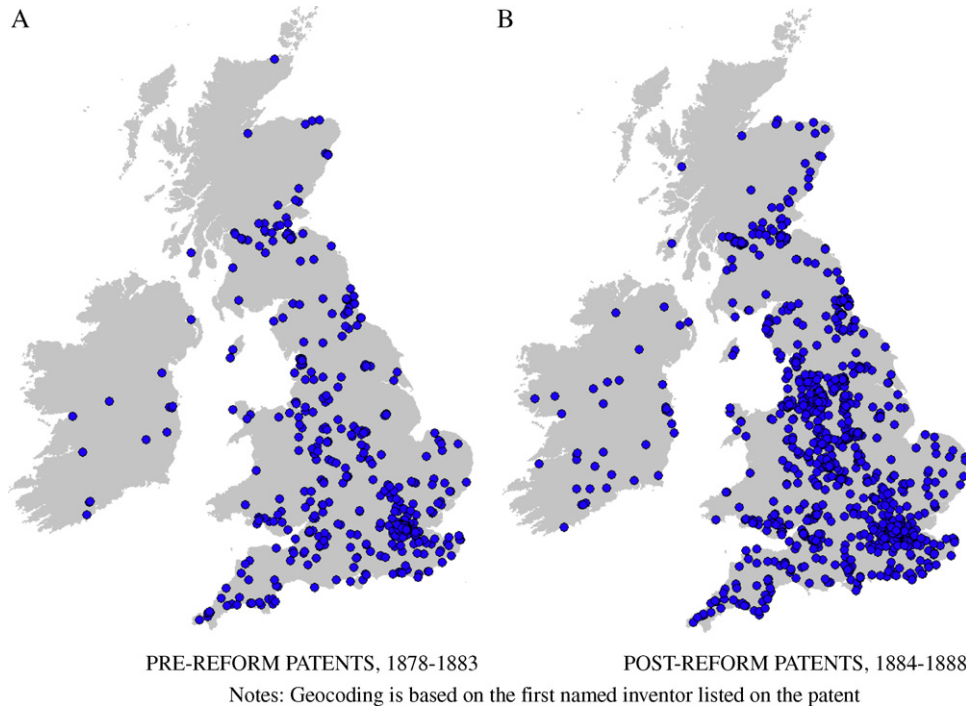 A
B
PRE-REFORM PATENTS, 1878-1883
POST-REFORM PATENTS, 1884-1888
Notes: Geocoding is based on the first named inventor listed on the patent